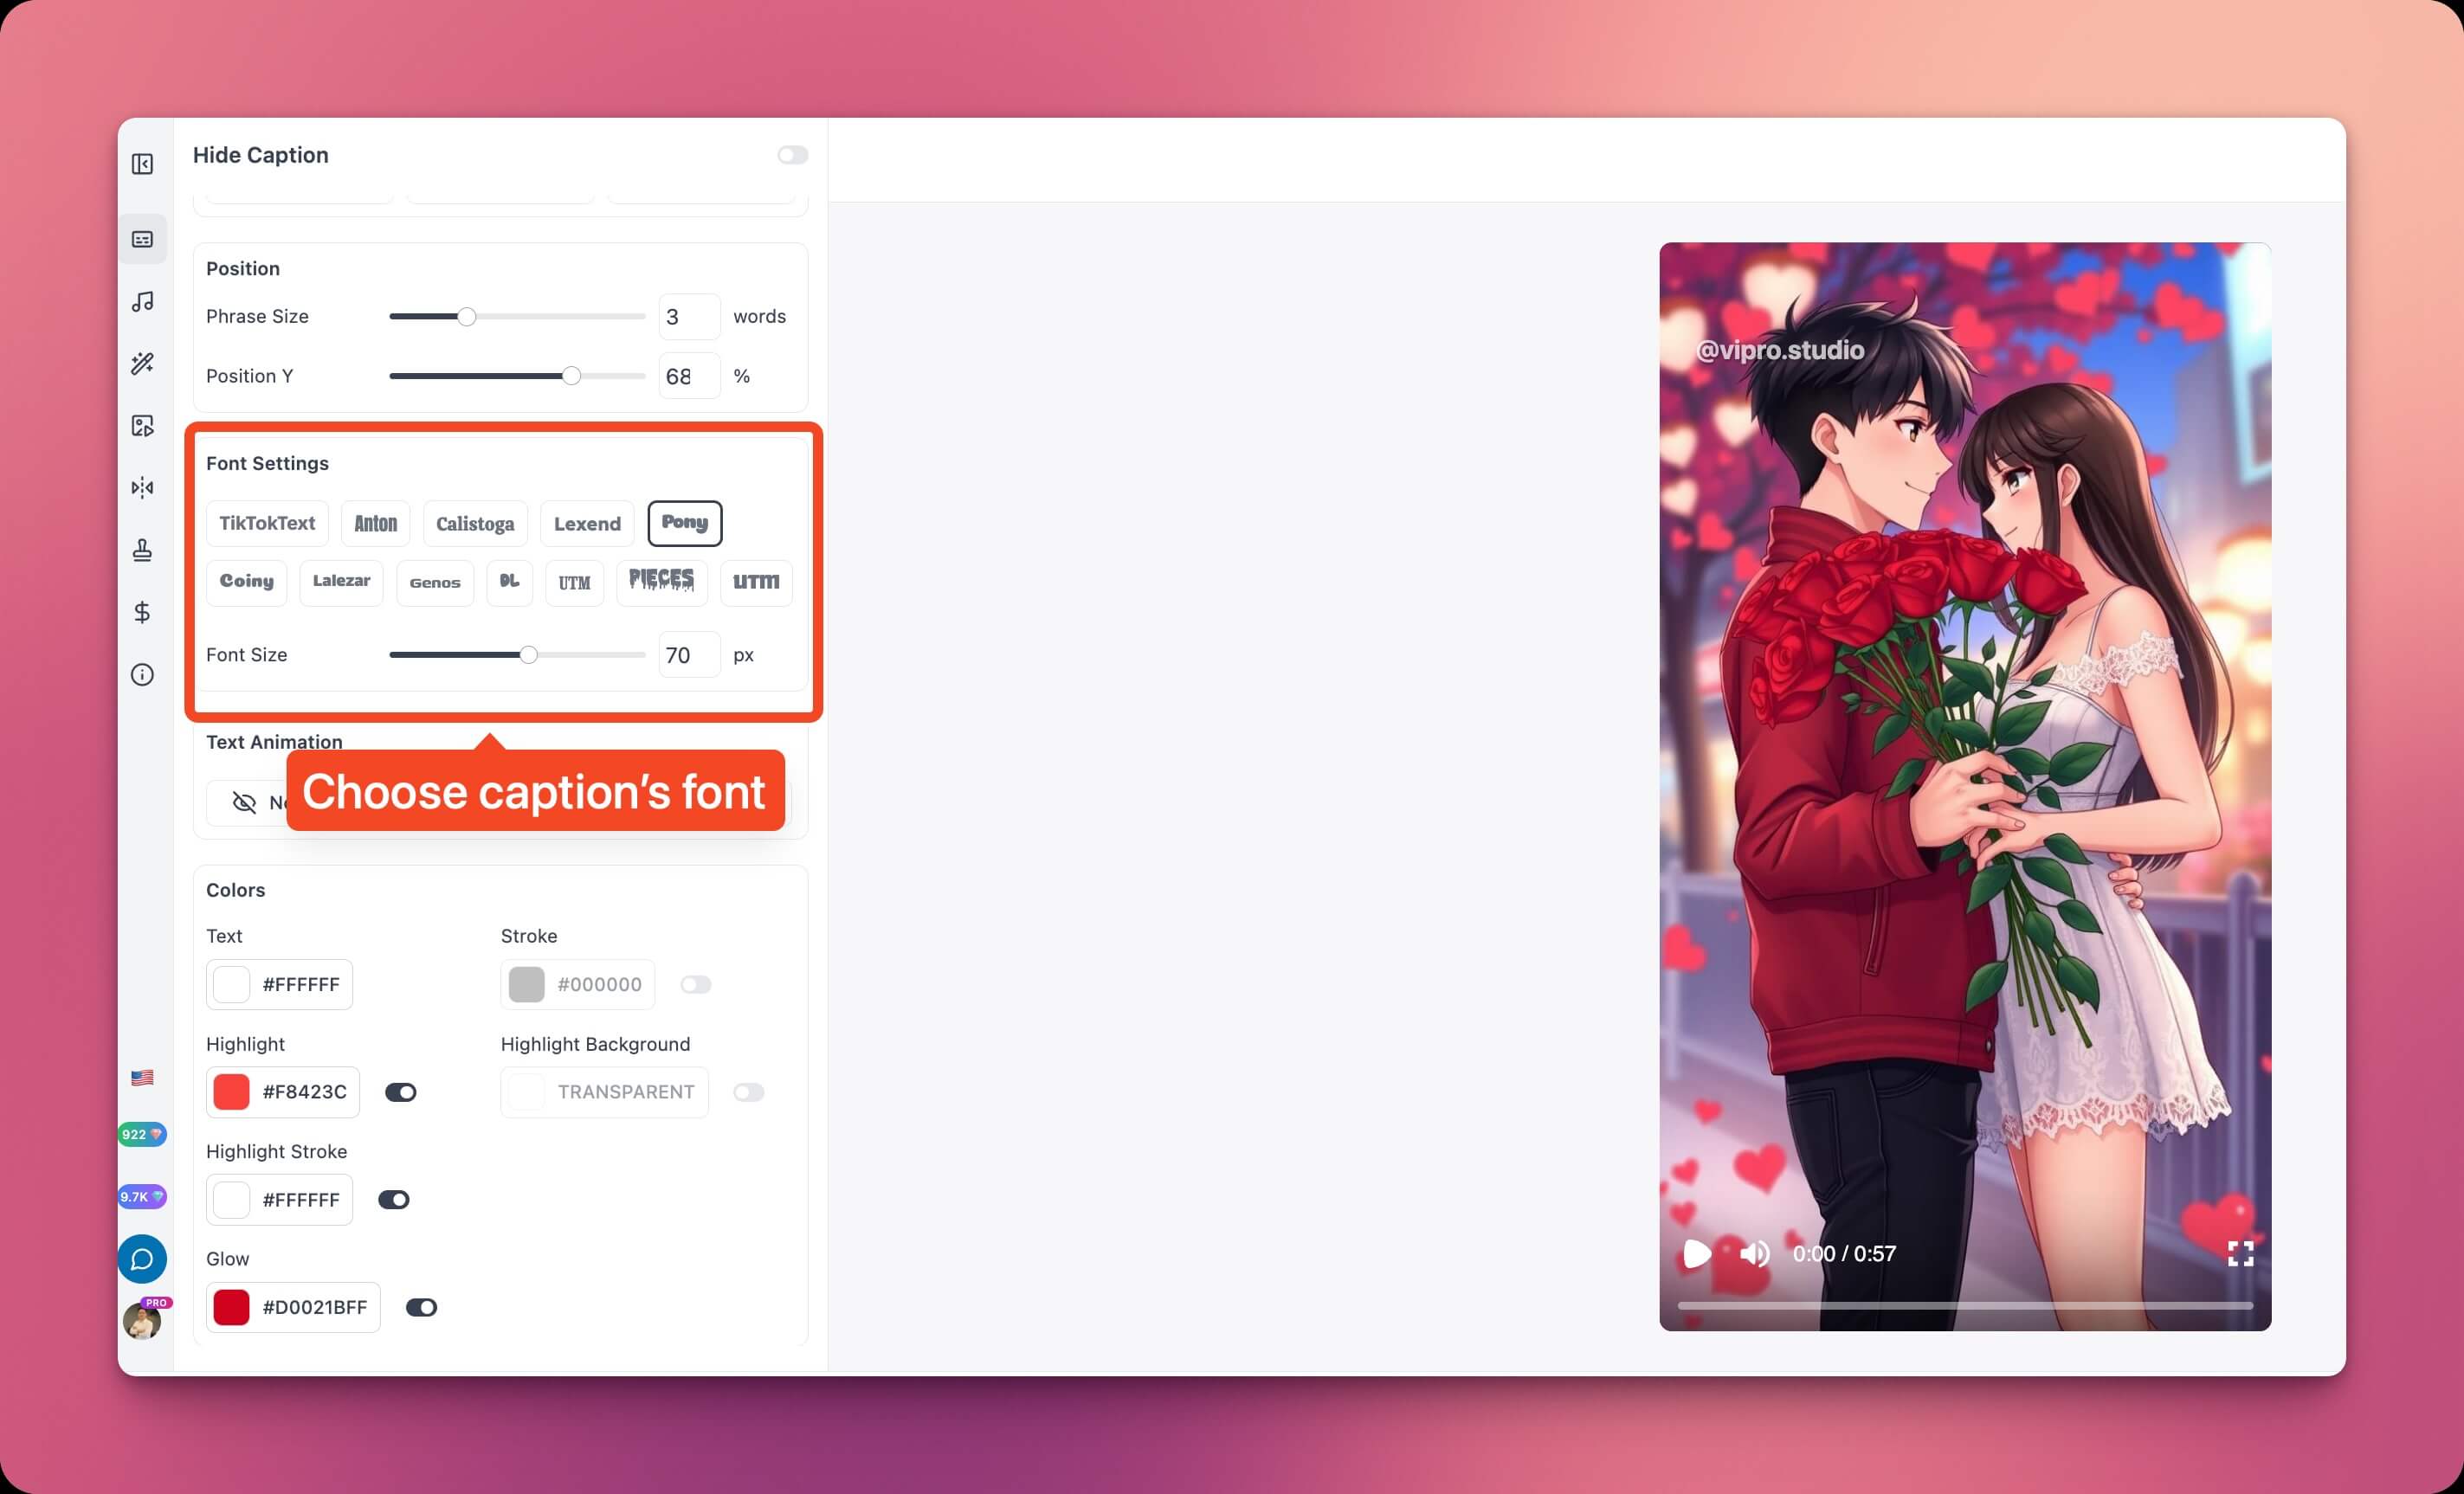 Hide Caption
Position
Phrase Size 3 words
Position Y 68 %
Font Settings
TikTokText Anton Calistoga Lexend Pony
Coiny Lalezar Genos DL UTM PIECES UTM
Font Size 70 px
Text Animation
Choose caption’s font
Colors
Text Stroke
#FFFFFF #000000
Highlight Highlight Background
#F8423C TRANSPARENT
Highlight Stroke
#FFFFFF
Glow
#D0021BFF
922
9.7K
PRO
@vipro.studio
0:00 / 0:57